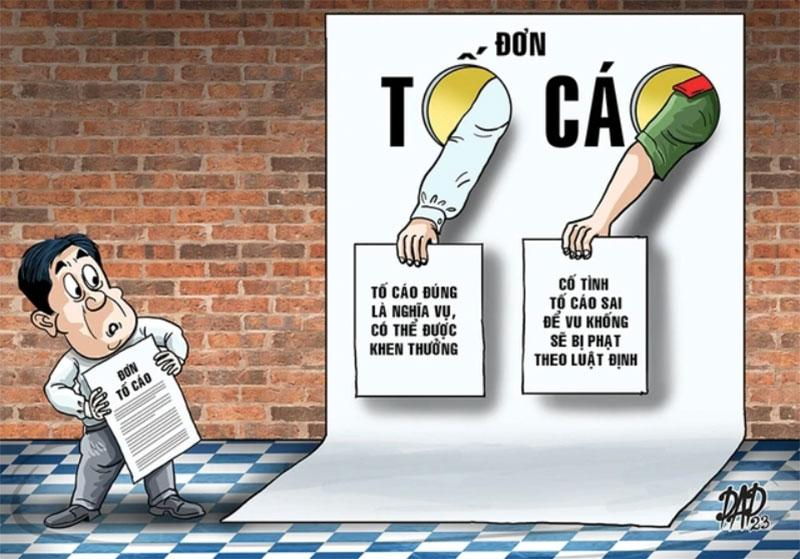 ĐƠN
TỐ CÁO
TỐ CÁO ĐÚNG
LÀ NGHĨA VỤ,
CÓ THỂ ĐƯỢC
KHEN THƯỞNG
CỐ TÌNH
TỐ CÁO SAI
ĐỂ VU KHỐNG
SẼ BỊ PHẠT
THEO LUẬT ĐỊNH
ĐƠN
TỐ CÁO
DAD
23